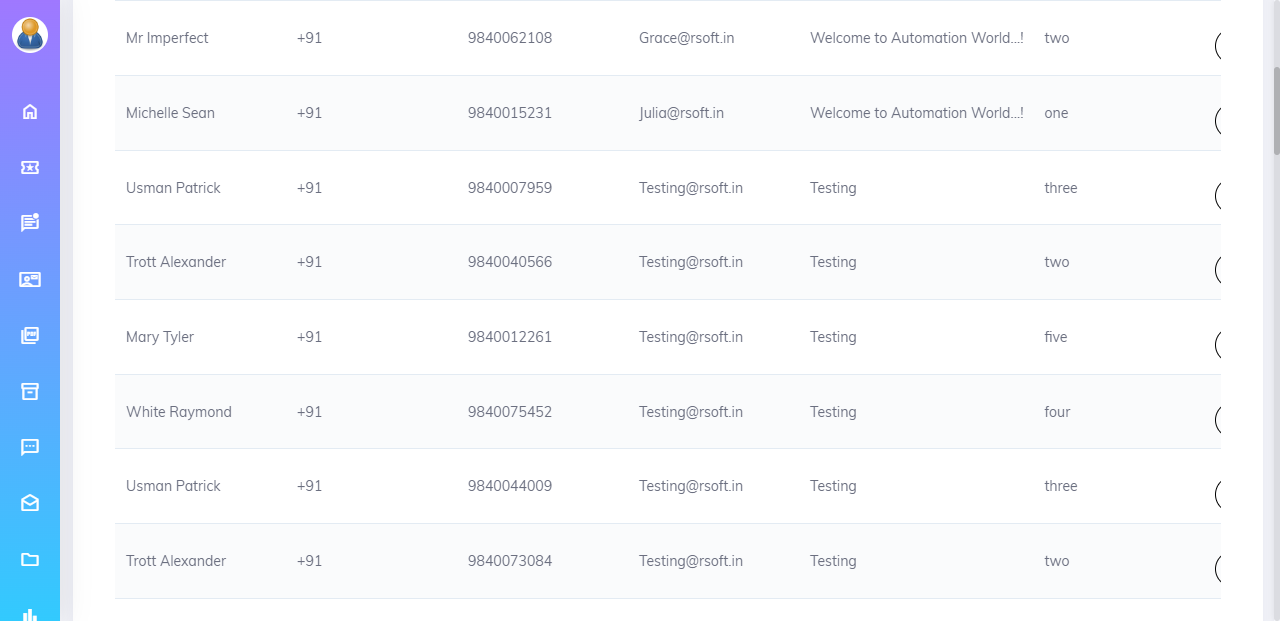 Mr Imperfect +91 9840062108 Grace@rsoft.in Welcome to Automation World...! two
Michelle Sean +91 9840015231 Julia@rsoft.in Welcome to Automation World...! one
Usman Patrick +91 9840007959 Testing@rsoft.in Testing three
Trott Alexander +91 9840040566 Testing@rsoft.in Testing two
Mary Tyler +91 9840012261 Testing@rsoft.in Testing five
White Raymond +91 9840075452 Testing@rsoft.in Testing four
Usman Patrick +91 9840044009 Testing@rsoft.in Testing three
Trott Alexander +91 9840073084 Testing@rsoft.in Testing two